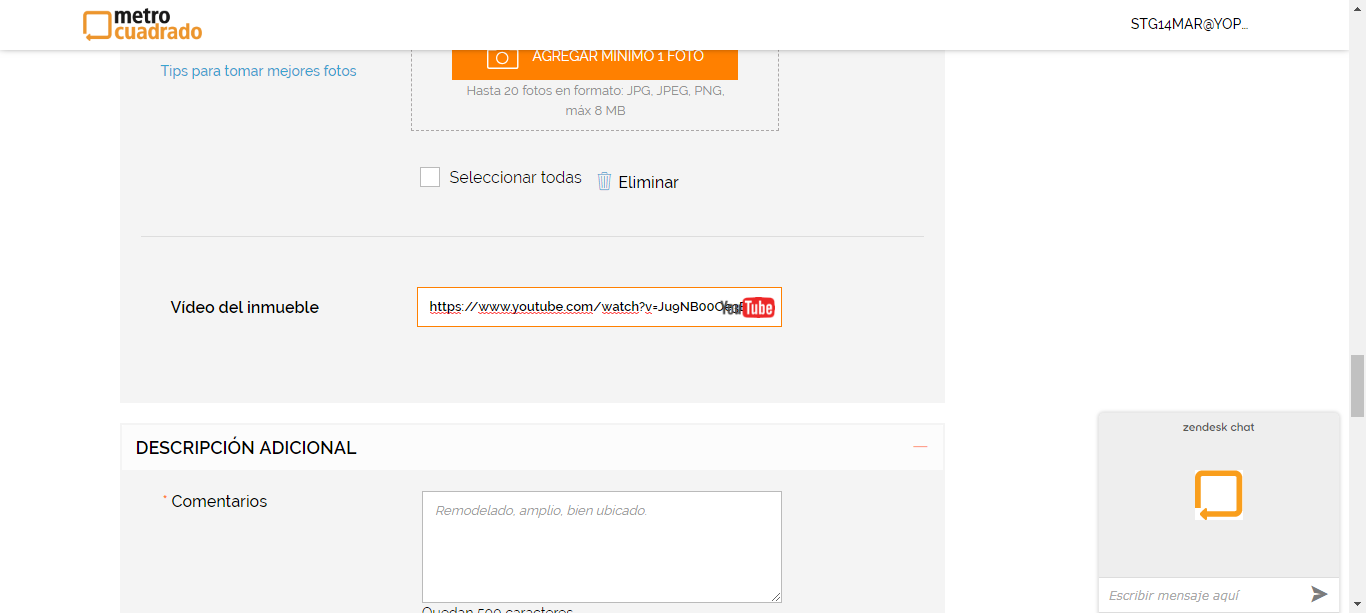 metro
cuadrado
STG14MAR@YOP...
AGREGAR MÍNIMO 1 FOTO
Tips para tomar mejores fotos
Hasta 20 fotos en formato: JPG, JPEG, PNG,
máx 8 MB
Seleccionar todas
Eliminar
Vídeo del inmueble
https://www.youtube.com/watch?v=Ju9NB00
YouTube
DESCRIPCIÓN ADICIONAL
* Comentarios
Remodelado, amplio, bien ubicado.
Quedan 500 caracteres
zendesk chat
Escribir mensaje aquí